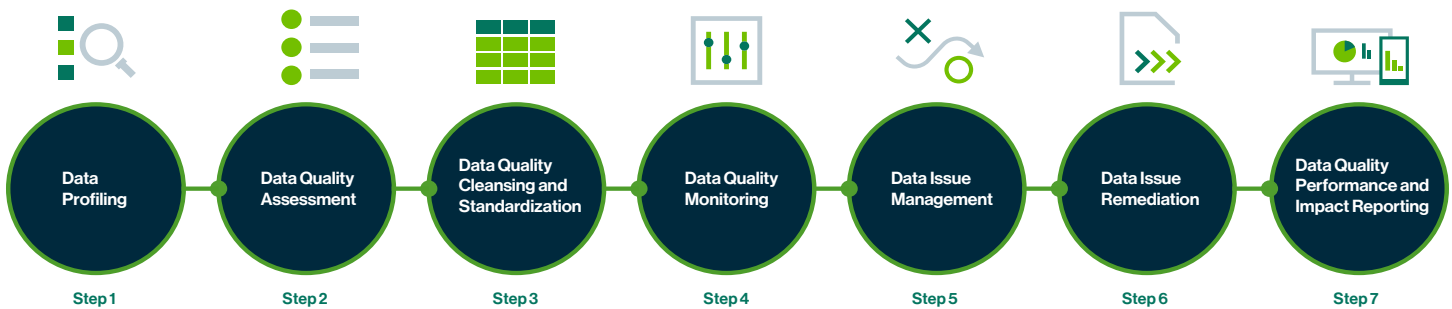 Data
Profiling
Data Quality
Assessment
Data Quality
Cleansing and
Standardization
Data Quality
Monitoring
Data Issue
Management
Data Issue
Remediation
Data Quality
Performance and
Impact Reporting
Step 1
Step 2
Step 3
Step 4
Step 5
Step 6
Step 7